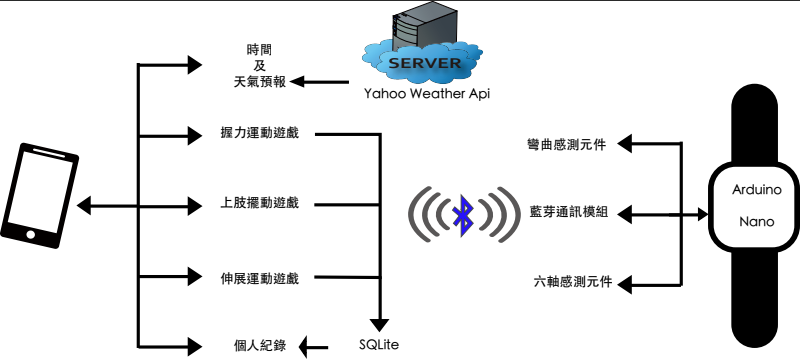 時間
及
天氣預報
SERVER
Yahoo Weather Api
握力運動遊戲
上肢擺動遊戲
伸展運動遊戲
個人紀錄
SQLite
彎曲感測元件
藍芽通訊模組
六軸感測元件
Arduino
Nano